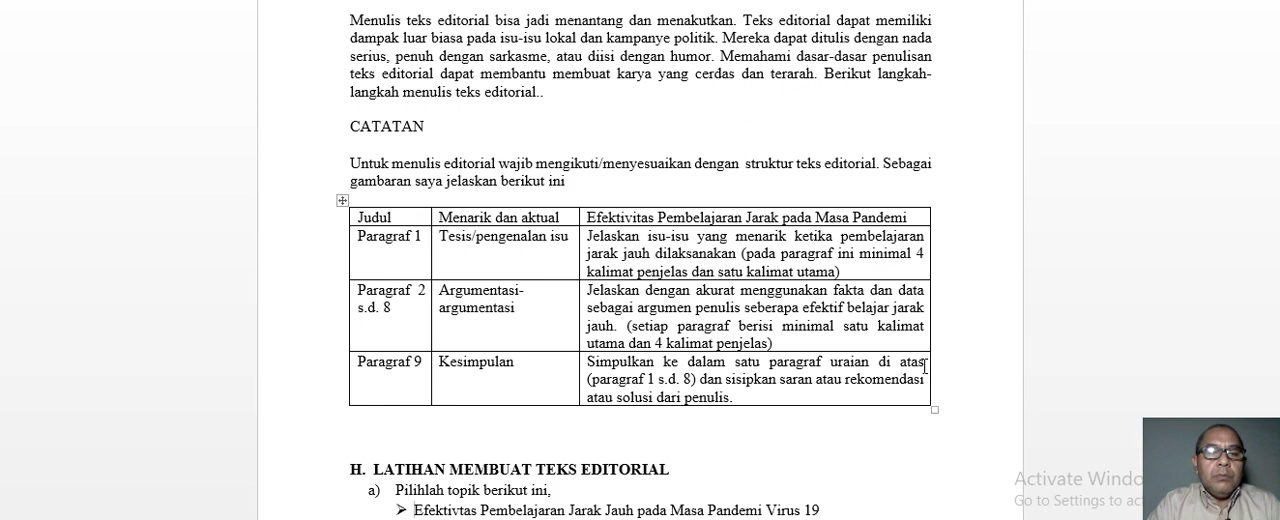 Menulis teks editorial bisa jadi menantang dan menakutkan. Teks editorial dapat memiliki
dampak luar biasa pada isu-isu lokal dan kampanye politik. Mereka dapat ditulis dengan nada
serius, penuh dengan sarkasme, atau diisi dengan humor. Memahami dasar-dasar penulisan
teks editorial dapat membantu membuat karya yang cerdas dan terarah. Berikut langkah-
langkah menulis teks editorial..
CATATAN
Untuk menulis editorial wajib mengikuti/menyesuaikan dengan struktur teks editorial. Sebagai
gambaran saya jelaskan berikut ini
Judul Menarik dan aktual Efektivitas Pembelajaran Jarak pada Masa Pandemi
Paragraf 1 Tesis/pengenalan isu Jelaskan isu-isu yang menarik ketika pembelajaran
jarak jauh dilaksanakan (pada paragraf ini minimal 4
kalimat penjelas dan satu kalimat utama)
Paragraf 2 Argumentasi- Jelaskan dengan akurat menggunakan fakta dan data
s.d. 8 argumentasi sebagai argumen penulis seberapa efektif belajar jarak
jauh. (setiap paragraf berisi minimal satu kalimat
utama dan 4 kalimat penjelas)
Paragraf 9 Kesimpulan Simpulkan ke dalam satu paragraf uraian di atas
(paragraf 1 s.d. 8) dan sisipkan saran atau rekomendasi
atau solusi dari penulis.
H. LATIHAN MEMBUAT TEKS EDITORIAL
a) Pilihlah topik berikut ini,
➢ Efektivtas Pembelajaran Jarak Jauh pada Masa Pandemi Virus 19
Activate Windo
Go to Settings to act